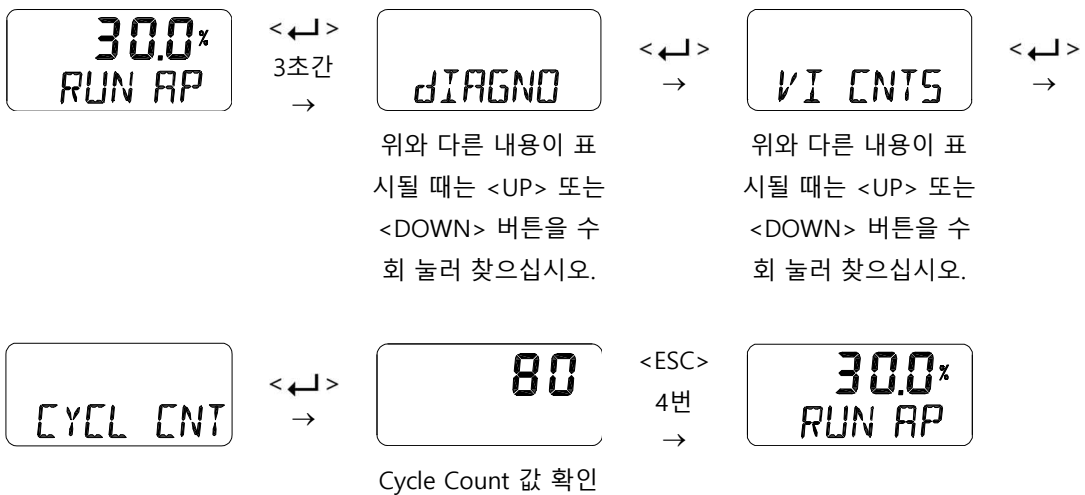 30.0%
RUN AP
<↵>
3초간
→
dIAGNO
위와 다른 내용이 표
시될 때는 <UP> 또는
<DOWN> 버튼을 수
회 눌러 찾으십시오.
<↵>
→
VI CNTS
위와 다른 내용이 표
시될 때는 <UP> 또는
<DOWN> 버튼을 수
회 눌러 찾으십시오.
<↵>
→
CYCL CNT
<↵>
→
80
Cycle Count 값 확인
<ESC>
4번
→
30.0%
RUN AP